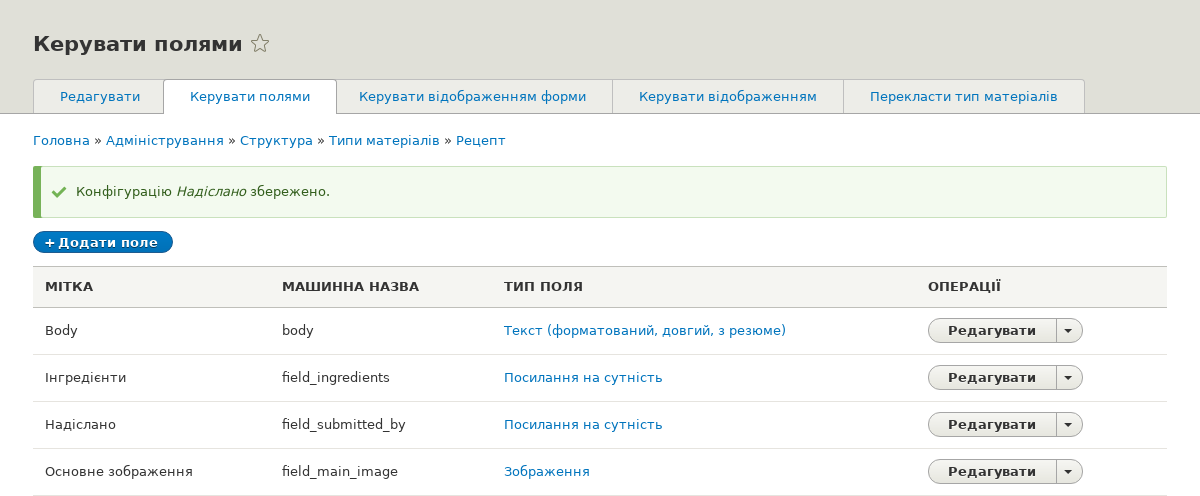 Керувати полями
Редагувати Керувати полями Керувати відображенням форми Керувати відображенням Перекласти тип матеріалів
Головна » Адміністрування » Структура » Типи матеріалів » Рецепт
Конфігурацію Надіслано збережено.
+ Додати поле
МІТКА МАШИННА НАЗВА ТИП ПОЛЯ ОПЕРАЦІЇ
Body body Текст (форматований, довгий, з резюме) Редагувати
Інгредієнти field_ingredients Посилання на сутність Редагувати
Надіслано field_submitted_by Посилання на сутність Редагувати
Основне зображення field_main_image Зображення Редагувати